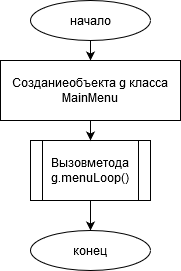 начало
Созданиеобъекта g класса
MainMenu
Вызовметода
g.menuLoop()
конец